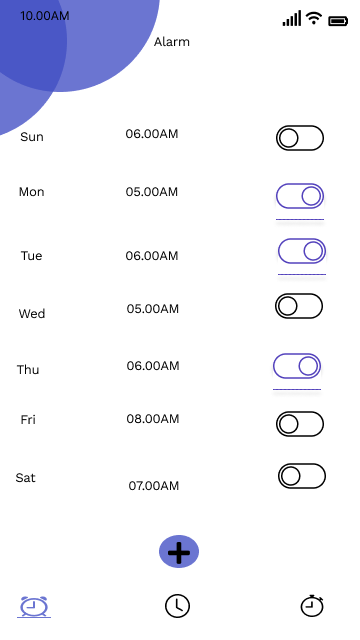 10.00AM
Alarm
Sun 06.00AM
Mon 05.00AM
Tue 06.00AM
Wed 05.00AM
Thu 06.00AM
Fri 08.00AM
Sat 07.00AM